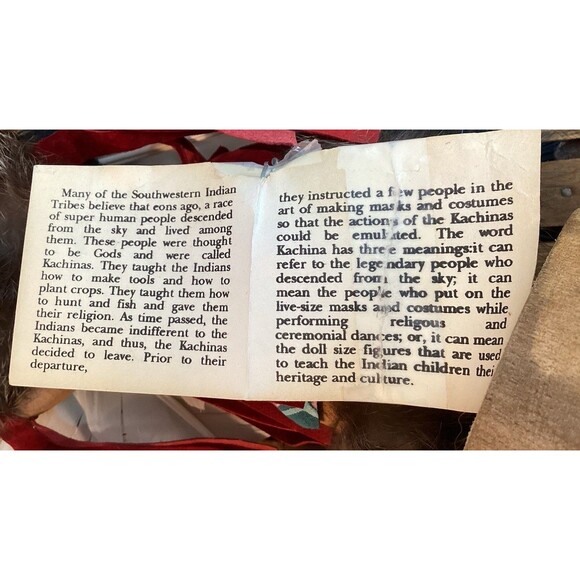 Many of the Southwestern Indian
Tribes believe that eons ago, a race
of super human people descended
from the sky and lived among
them. These people were thought
to be Gods and were called
Kachinas. They taught the Indians
how to make tools and how to
plant crops. They taught them how
to hunt and fish and gave them
their religion. As time passed, the
Indians became indifferent to the
Kachinas, and thus, the Kachinas
decided to leave. Prior to their
departure,
they instructed a few people in the
art of making masks and costumes
so that the actions of the Kachinas
could be emulated. The word
Kachina has three meanings:it can
refer to the legendary people who
descended from the sky; it can
mean the people who put on the
live-size masks and costumes while
performing religous and
ceremonial dances; or, it can mean
the doll size figures that are used
to teach the Indian children their
heritage and culture.